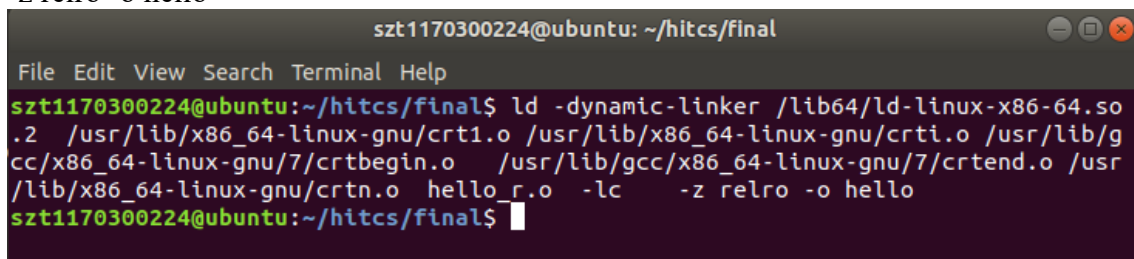 -z relro -o hello
szt1170300224@ubuntu: ~/hitcs/final
File Edit View Search Terminal Help
szt1170300224@ubuntu:~/hitcs/final$ ld -dynamic-linker /lib64/ld-linux-x86-64.so
.2  /usr/lib/x86_64-linux-gnu/crt1.o /usr/lib/x86_64-linux-gnu/crti.o /usr/lib/g
cc/x86_64-linux-gnu/7/crtbegin.o   /usr/lib/gcc/x86_64-linux-gnu/7/crtend.o /usr
/lib/x86_64-linux-gnu/crtn.o  hello_r.o  -lc    -z relro -o hello
szt1170300224@ubuntu:~/hitcs/final$